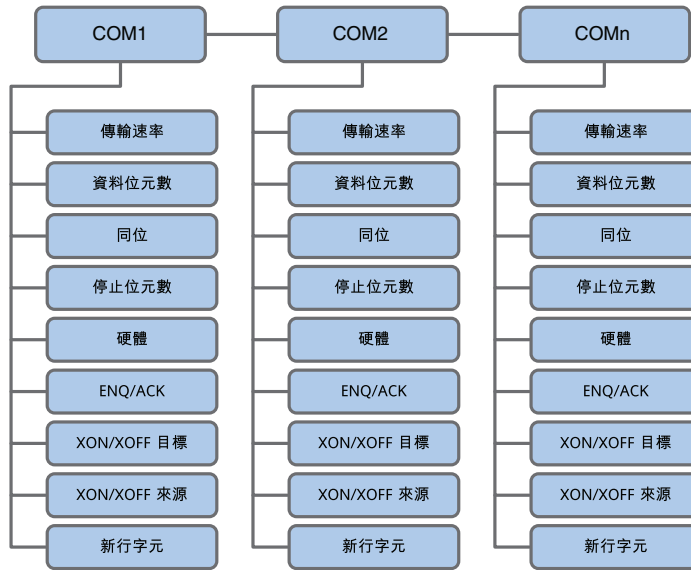 COM1
COM2
COMn
傳輸速率
資料位元數
同位
停止位元數
硬體
ENQ/ACK
XON/XOFF 目標
XON/XOFF 來源
新行字元
傳輸速率
資料位元數
同位
停止位元數
硬體
ENQ/ACK
XON/XOFF 目標
XON/XOFF 來源
新行字元
傳輸速率
資料位元數
同位
停止位元數
硬體
ENQ/ACK
XON/XOFF 目標
XON/XOFF 來源
新行字元